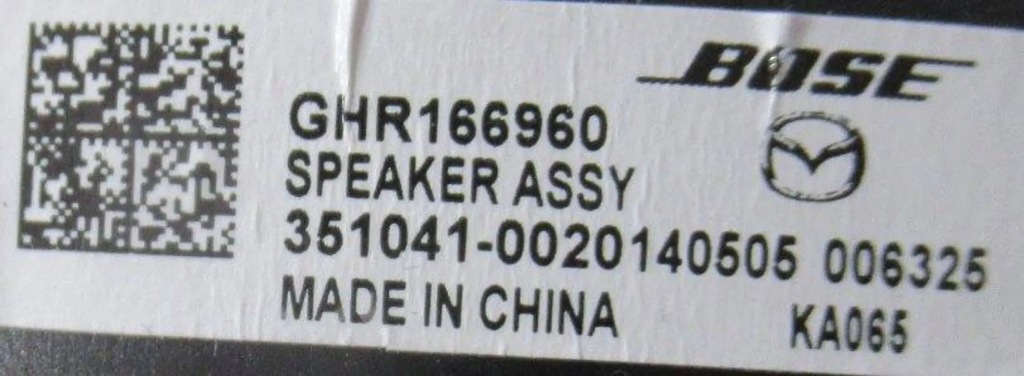 BOSE
GHR166960
SPEAKER ASSY
351041-0020140505 006325
MADE IN CHINA KA065